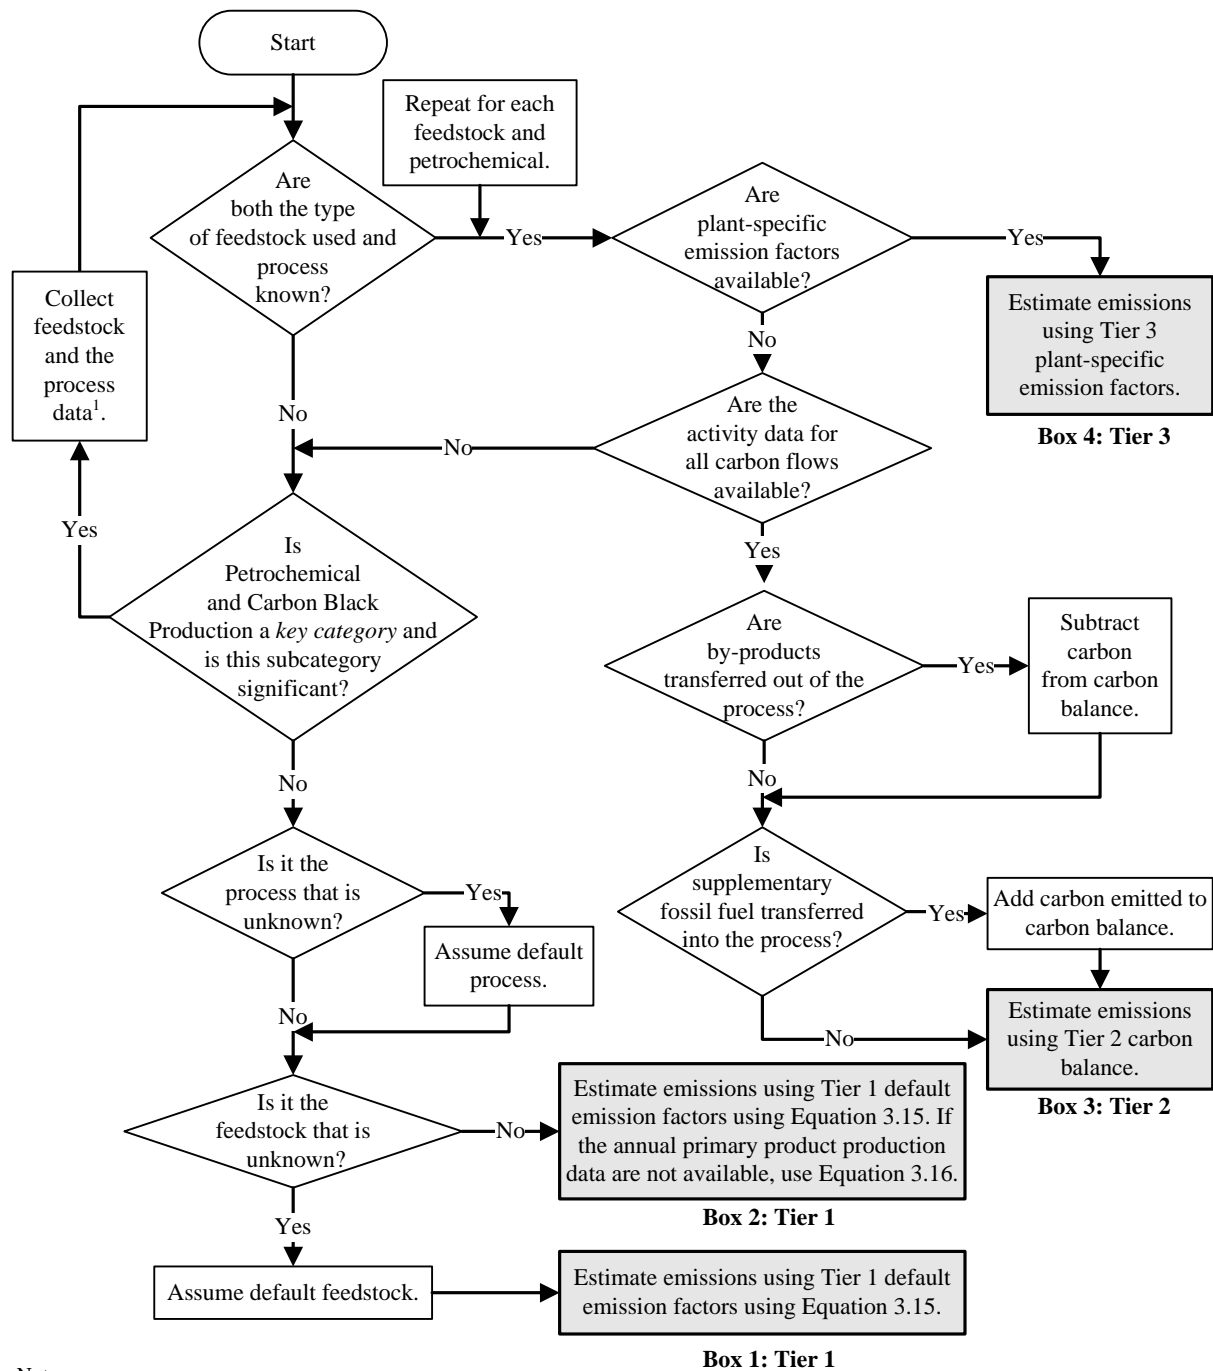 Start
Repeat for each
feedstock and
petrochemical.
Are
both the type
of feedstock used and
process
known?
Yes
Are
plant-specific
emission factors
available?
Yes
Collect
feedstock
and the
process
data¹.
Estimate emissions
using Tier 3
plant-specific
emission factors.
Box 4: Tier 3
No
No
Are the
activity data for
all carbon flows
available?
No
Yes
Yes
Is
Petrochemical
and Carbon Black
Production a key category and
is this subcategory
significant?
Are
by-products
transferred out of the
process?
Yes
Subtract
carbon
from carbon
balance.
No
No
Is it the
process that is
unknown?
Yes
Assume default
process.
Is
supplementary
fossil fuel transferred
into the process?
Yes
Add carbon emitted to
carbon balance.
No
No
Estimate emissions
using Tier 2 carbon
balance.
Box 3: Tier 2
Is it the
feedstock that is
unknown?
No
Estimate emissions using Tier 1 default
emission factors using Equation 3.15. If
the annual primary product production
data are not available, use Equation 3.16.
Box 2: Tier 1
Yes
Assume default feedstock.
Estimate emissions using Tier 1 default
emission factors using Equation 3.15.
Box 1: Tier 1